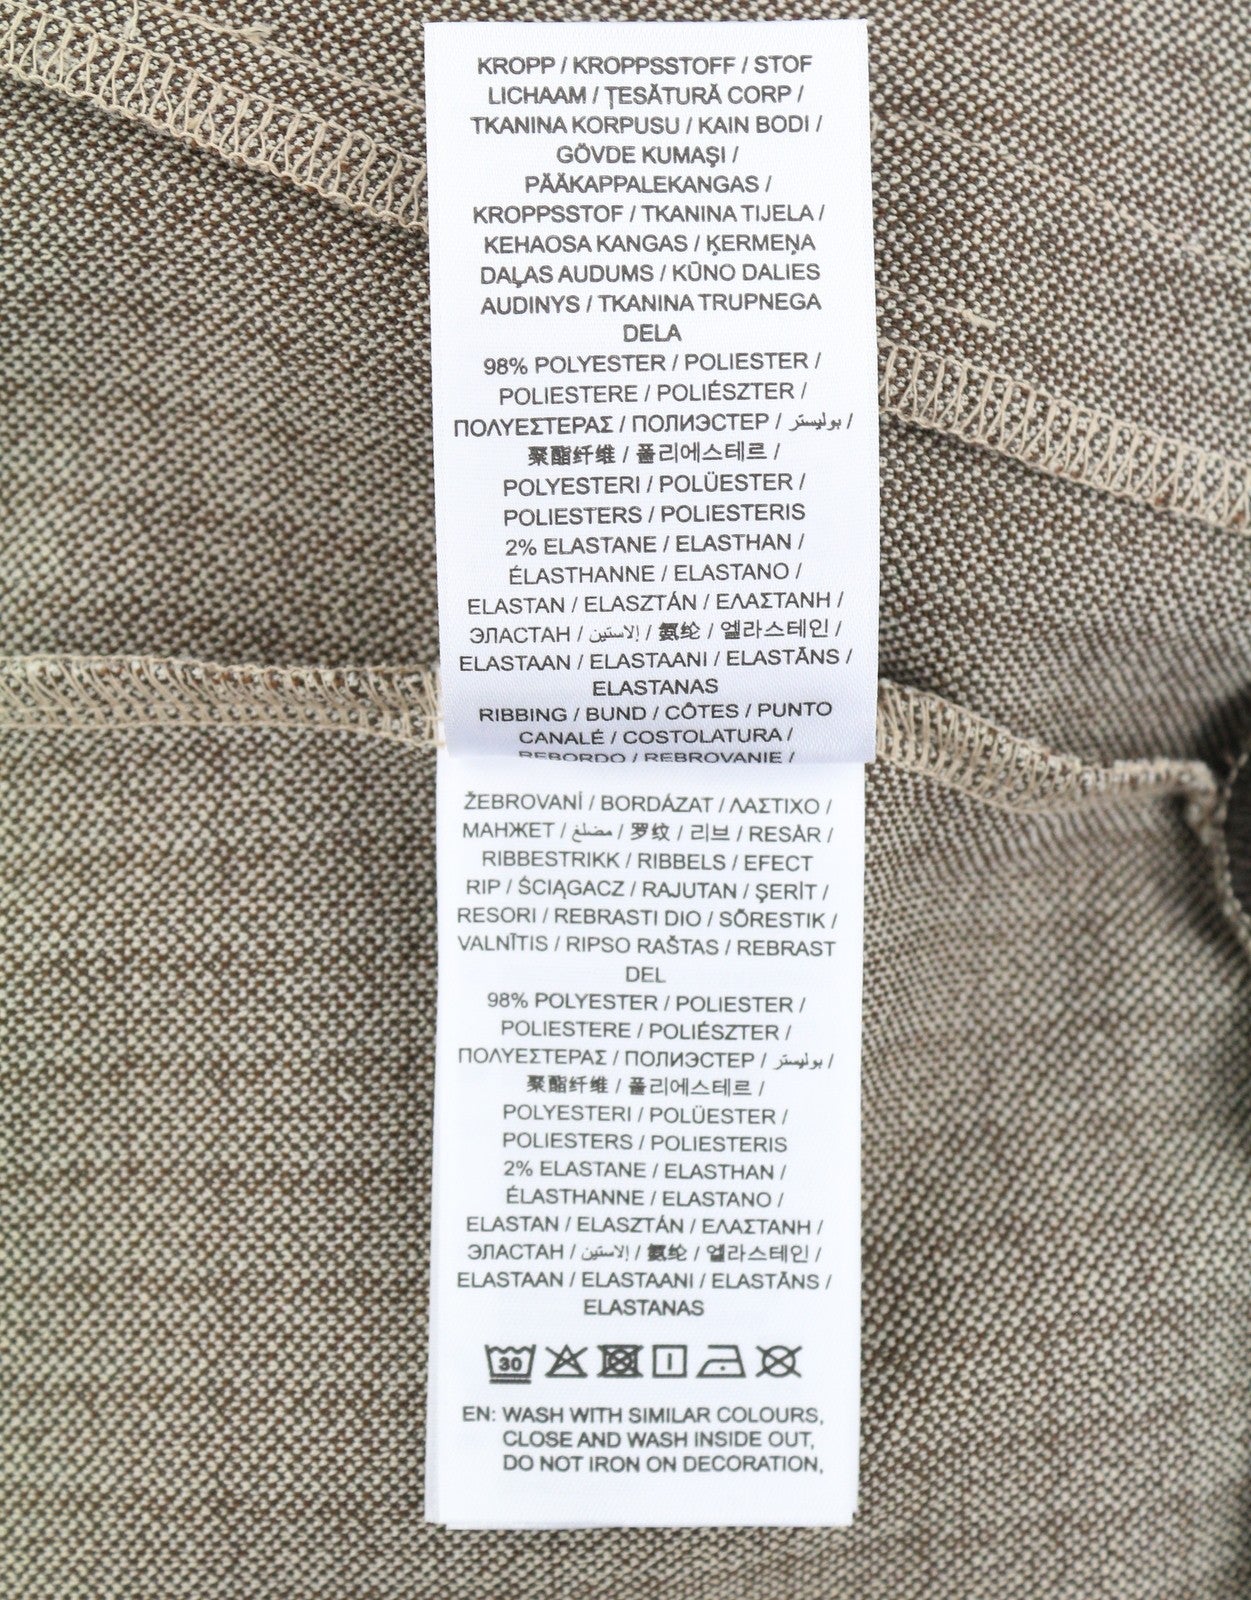 KROPP / KROPPSSTOFF / STOF
LICHAAM / ȚESĂTURĂ CORP /
TKANINA KORPUSU / KAIN BODI /
GÖVDE KUMAŞI /
PÄÄKAPPALEKANGAS /
KROPPSSTOF / TKANINA TIJELA /
KEHAOSA KANGAS / ĶERMEŅA
DAĻAS AUDUMS / KŪNO DALIES
AUDINYS / TKANINA TRUPNEGA
DELA
98% POLYESTER / POLIESTER /
POLIESTERE / POLIÉSZTER /
ΠΟΛΥΕΣΤΕΡΑΣ / ПОЛИЭСТЕР / بوليستر /
聚酯纤维 / 폴리에스테르 /
POLYESTERI / POLÜESTER /
POLIESTERS / POLIESTERIS
2% ELASTANE / ELASTHAN /
ÉLASTHANNE / ELASTANO /
ELASTAN / ELASZTÁN / ΕΛΑΣΤΑΝΗ /
ЭЛАСТАН / إلاستين / 氨纶 / 엘라스테인 /
ELASTAAN / ELASTAANI / ELASTĀNS /
ELASTANAS
RIBBING / BUND / CÔTES / PUNTO
CANALÉ / COSTOLATURA /
REBORDO / REBROVANIE /
ŽEBROVANÍ / BORDÁZAT / ΛΑΣΤΙΧΟ /
МАНЖЕТ / مضلع / 罗纹 / 리브 / RESÅR /
RIBBESTRIKK / RIBBELS / EFECT
RIP / ŚCIĄGACZ / RAJUTAN / ŞERİT /
RESORI / REBRASTI DIO / SÕRESTIK /
VALNĪTIS / RIPSO RAŠTAS / REBRAST
DEL
98% POLYESTER / POLIESTER /
POLIESTERE / POLIÉSZTER /
ΠΟΛΥΕΣΤΕΡΑΣ / ПОЛИЭСТЕР / بوليستر /
聚酯纤维 / 폴리에스테르 /
POLYESTERI / POLÜESTER /
POLIESTERS / POLIESTERIS
2% ELASTANE / ELASTHAN /
ÉLASTHANNE / ELASTANO /
ELASTAN / ELASZTÁN / ΕΛΑΣΤΑΝΗ /
ЭЛАСТАН / إلاستين / 氨纶 / 엘라스테인 /
ELASTAAN / ELASTAANI / ELASTĀNS /
ELASTANAS
30
EN: WASH WITH SIMILAR COLOURS,
CLOSE AND WASH INSIDE OUT,
DO NOT IRON ON DECORATION,